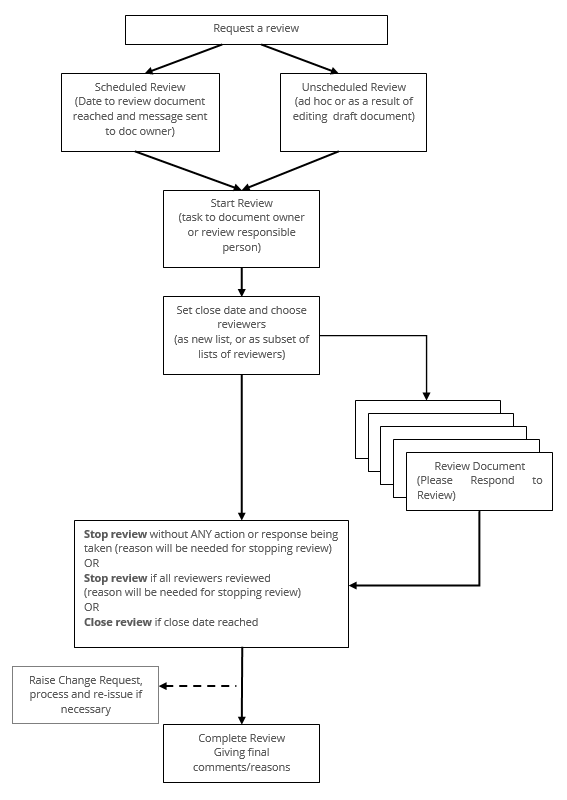 Request a review
Scheduled Review
(Date to review document
reached and message sent
to doc owner)
Unscheduled Review
(ad hoc or as a result of
editing draft document)
Start Review
(task to document owner
or review responsible
person)
Set close date and choose
reviewers
(as new list, or as subset of
lists of reviewers)
Review Document
(Please Respond to
Review)
Stop review without ANY action or response being
taken (reason will be needed for stopping review)
OR
Stop review if all reviewers reviewed
(reason will be needed for stopping review)
OR
Close review if close date reached
Raise Change Request,
process and re-issue if
necessary
Complete Review
Giving final
comments/reasons